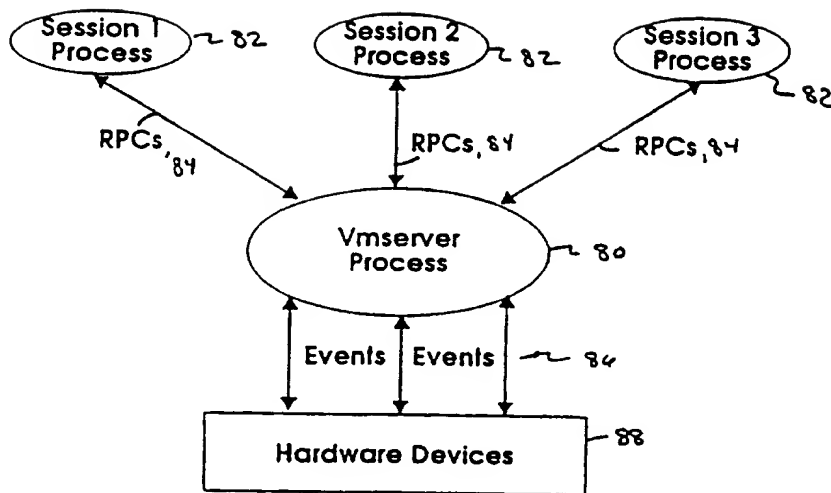 Session 1
Process
82
Session 2
Process
82
Session 3
Process
82
RPCs,
84
RPCs, 84
RPCs, 84
Vmserver
Process
80
Events
Events
86
Hardware Devices
88